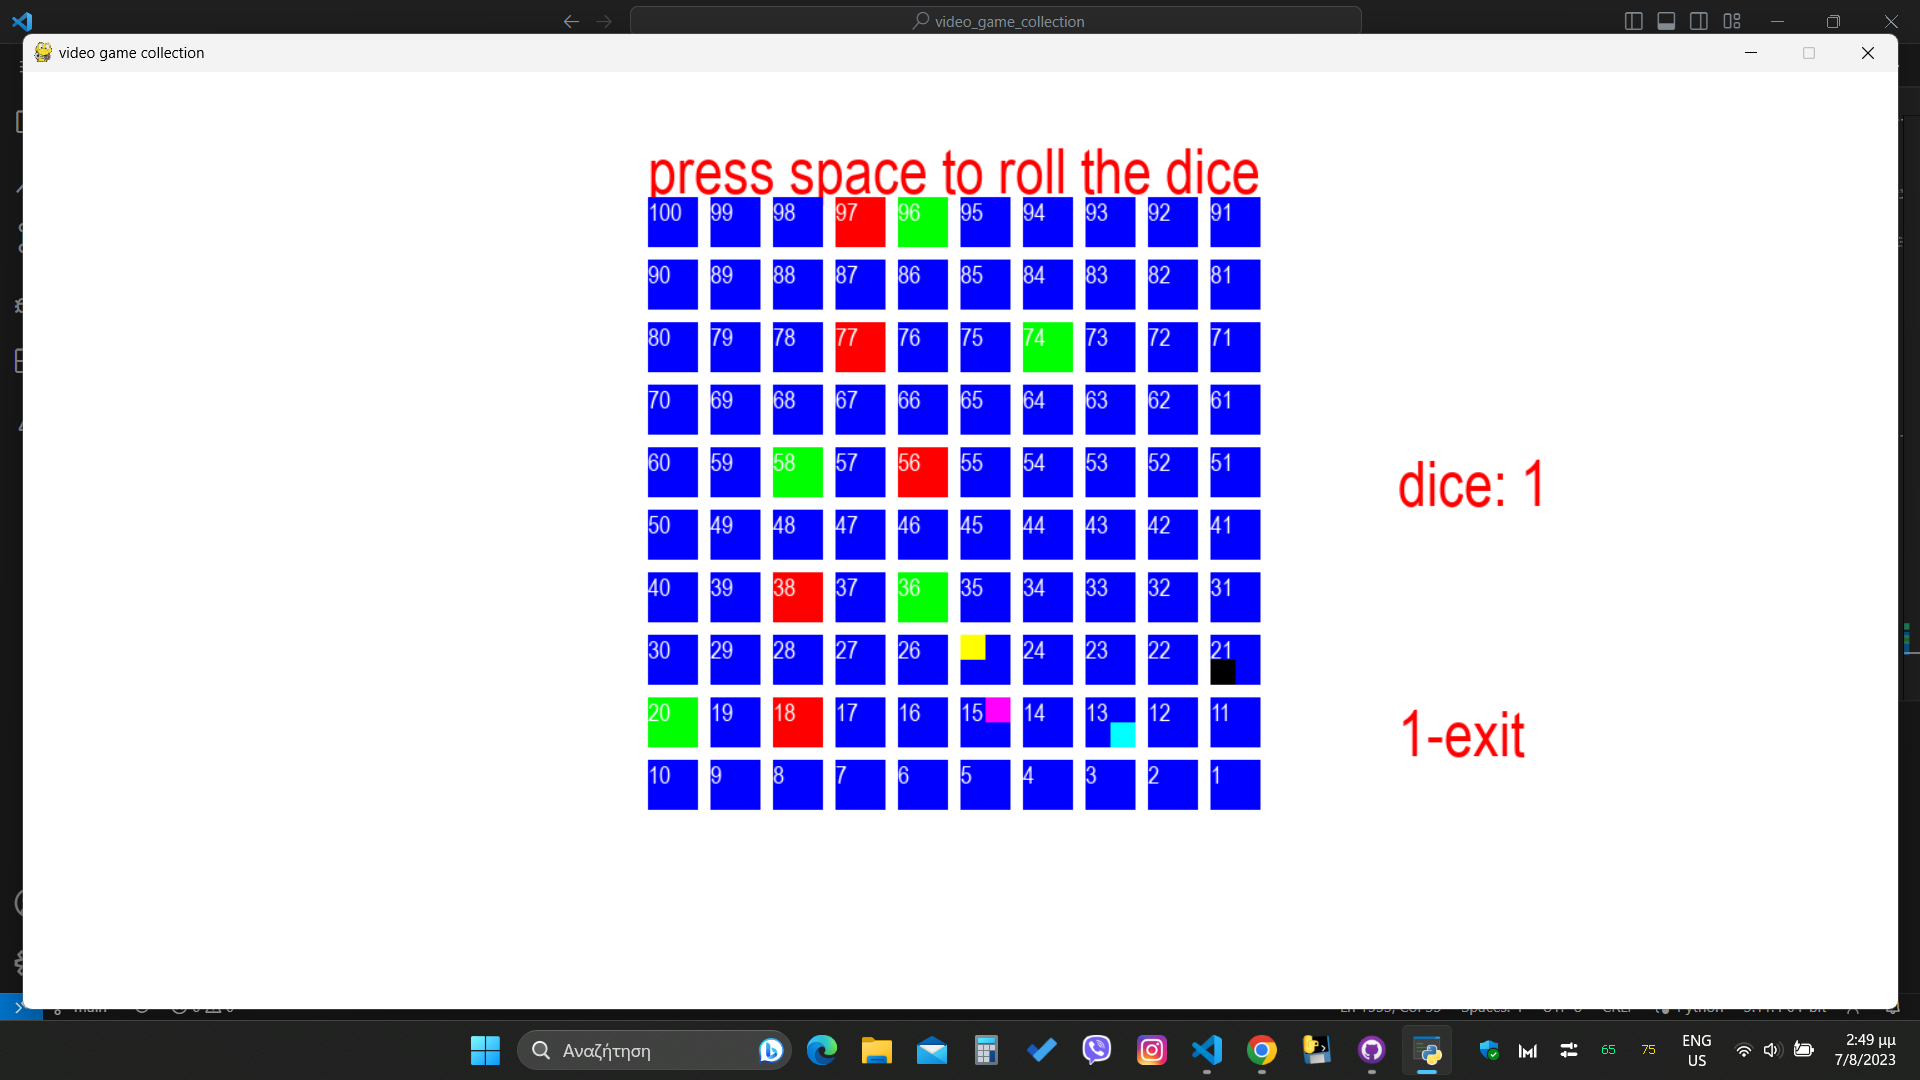 video_game_collection
video game collection
press space to roll the dice
100 99 98 97 96 95 94 93 92 91
90 89 88 87 86 85 84 83 82 81
80 79 78 77 76 75 74 73 72 71
70 69 68 67 66 65 64 63 62 61
60 59 58 57 56 55 54 53 52 51
dice: 1
50 49 48 47 46 45 44 43 42 41
40 39 38 37 36 35 34 33 32 31
30 29 28 27 26 24 23 22 21
20 19 18 17 16 15 14 13 12 11
1-exit
10 9 8 7 6 5 4 3 2 1
Αναζήτηση
65
75
ENG
US
2:49 μμ
7/8/2023